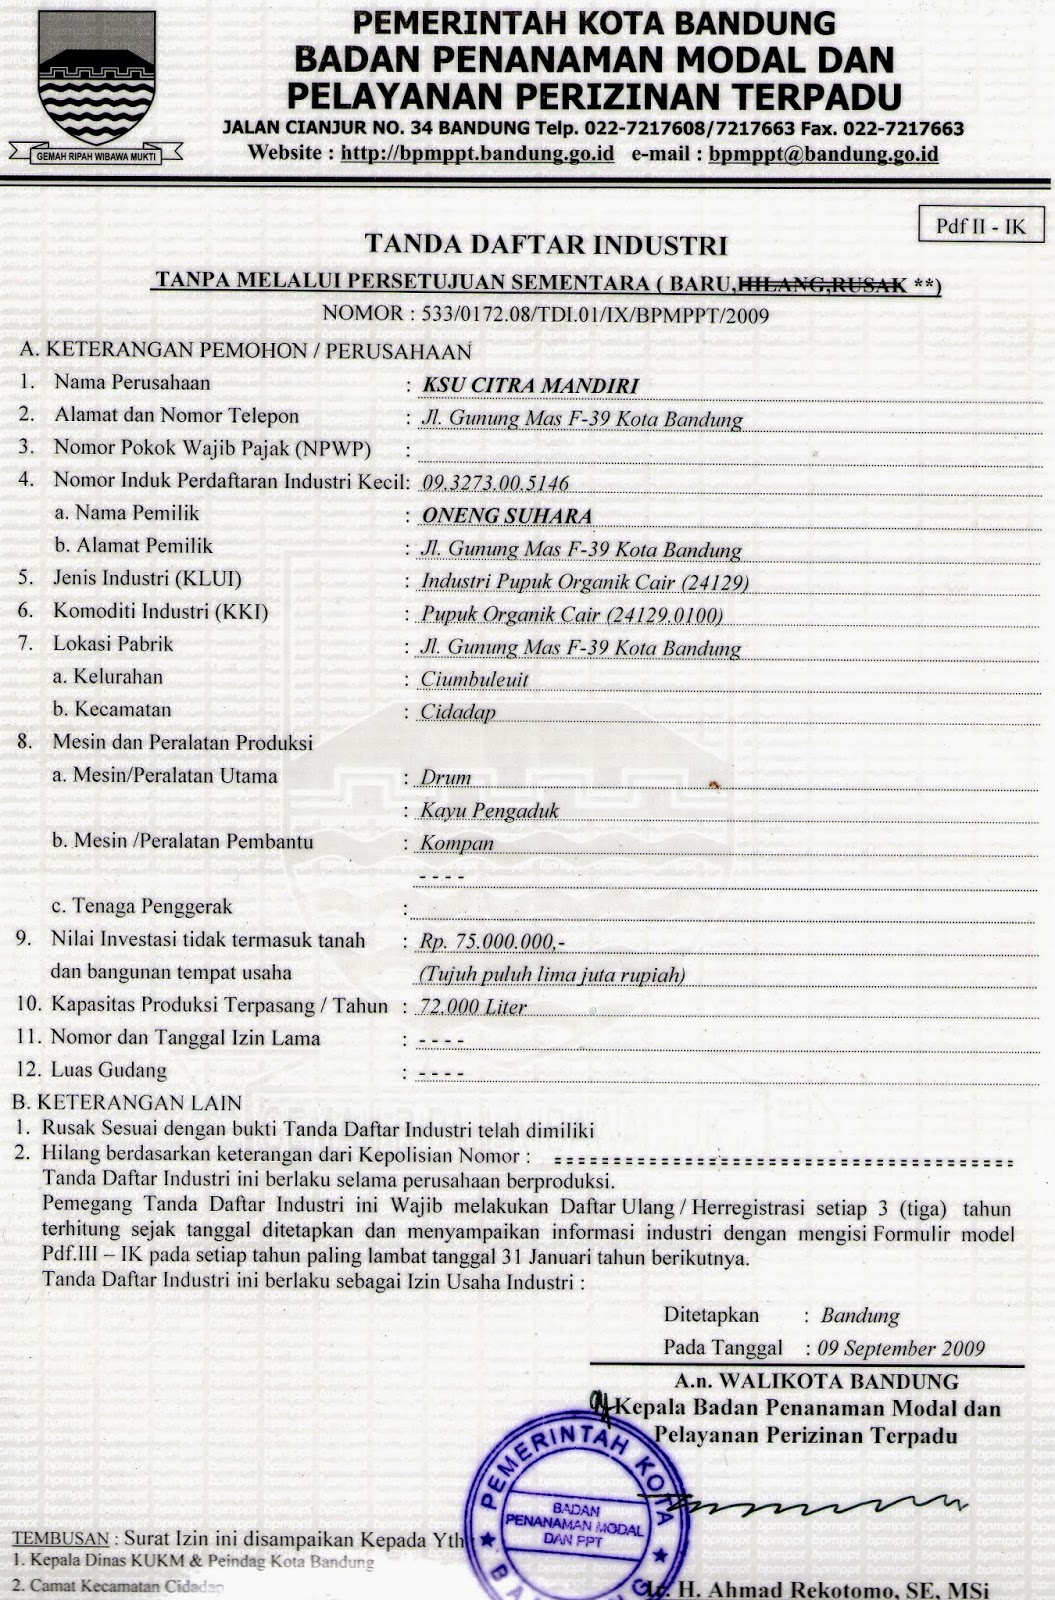 PEMERINTAH KOTA BANDUNG
BADAN PENANAMAN MODAL DAN
PELAYANAN PERIZINAN TERPADU
JALAN CIANJUR NO. 34 BANDUNG Telp. 022-7217608/7217663 Fax. 022-7217663
Website : http://bpmppt.bandung.go.id e-mail : bpmppt@bandung.go.id
GEMAH RIPAH WIBAWA MUKTI
Pdf II - IK
TANDA DAFTAR INDUSTRI
TANPA MELALUI PERSETUJUAN SEMENTARA ( BARU,HILANG,RUSAK **)
NOMOR : 533/0172.08/TDI.01/IX/BPMPPT/2009
A. KETERANGAN PEMOHON / PERUSAHAAN
1. Nama Perusahaan : KSU CITRA MANDIRI
2. Alamat dan Nomor Telepon : Jl. Gunung Mas F-39 Kota Bandung
3. Nomor Pokok Wajib Pajak (NPWP) :
4. Nomor Induk Perdaftaran Industri Kecil: 09.3273.00.5146
a. Nama Pemilik : ONENG SUHARA
b. Alamat Pemilik : Jl. Gunung Mas F-39 Kota Bandung
5. Jenis Industri (KLUI) : Industri Pupuk Organik Cair (24129)
6. Komoditi Industri (KKI) : Pupuk Organik Cair (24129.0100)
7. Lokasi Pabrik : Jl. Gunung Mas F-39 Kota Bandung
a. Kelurahan : Ciumbuleuit
b. Kecamatan : Cidadap
8. Mesin dan Peralatan Produksi
a. Mesin/Peralatan Utama : Drum
: Kayu Pengaduk
b. Mesin /Peralatan Pembantu : Kompan
- - - -
c. Tenaga Penggerak :
9. Nilai Investasi tidak termasuk tanah : Rp. 75.000.000,-
dan bangunan tempat usaha (Tujuh puluh lima juta rupiah)
10. Kapasitas Produksi Terpasang / Tahun : 72.000 Liter
11. Nomor dan Tanggal Izin Lama : - - - -
12. Luas Gudang : - - - -
B. KETERANGAN LAIN
1. Rusak Sesuai dengan bukti Tanda Daftar Industri telah dimiliki
2. Hilang berdasarkan keterangan dari Kepolisian Nomor :
Tanda Daftar Industri ini berlaku selama perusahaan berproduksi.
Pemegang Tanda Daftar Industri ini Wajib melakukan Daftar Ulang / Herregistrasi setiap 3 (tiga) tahun
terhitung sejak tanggal ditetapkan dan menyampaikan informasi industri dengan mengisi Formulir model
Pdf.III – IK pada setiap tahun paling lambat tanggal 31 Januari tahun berikutnya.
Tanda Daftar Industri ini berlaku sebagai Izin Usaha Industri :
Ditetapkan : Bandung
Pada Tanggal : 09 September 2009
A.n. WALIKOTA BANDUNG
Kepala Badan Penanaman Modal dan
Pelayanan Perizinan Terpadu
PEMERINTAH KOTA
BADAN
PENANAMAN MODAL
DAN PPT
TEMBUSAN : Surat Izin ini disampaikan Kepada Yth
1. Kepala Dinas KUKM & Peindag Kota Bandung
2. Camat Kecamatan Cidadap
Ir. H. Ahmad Rekotomo, SE, MSi